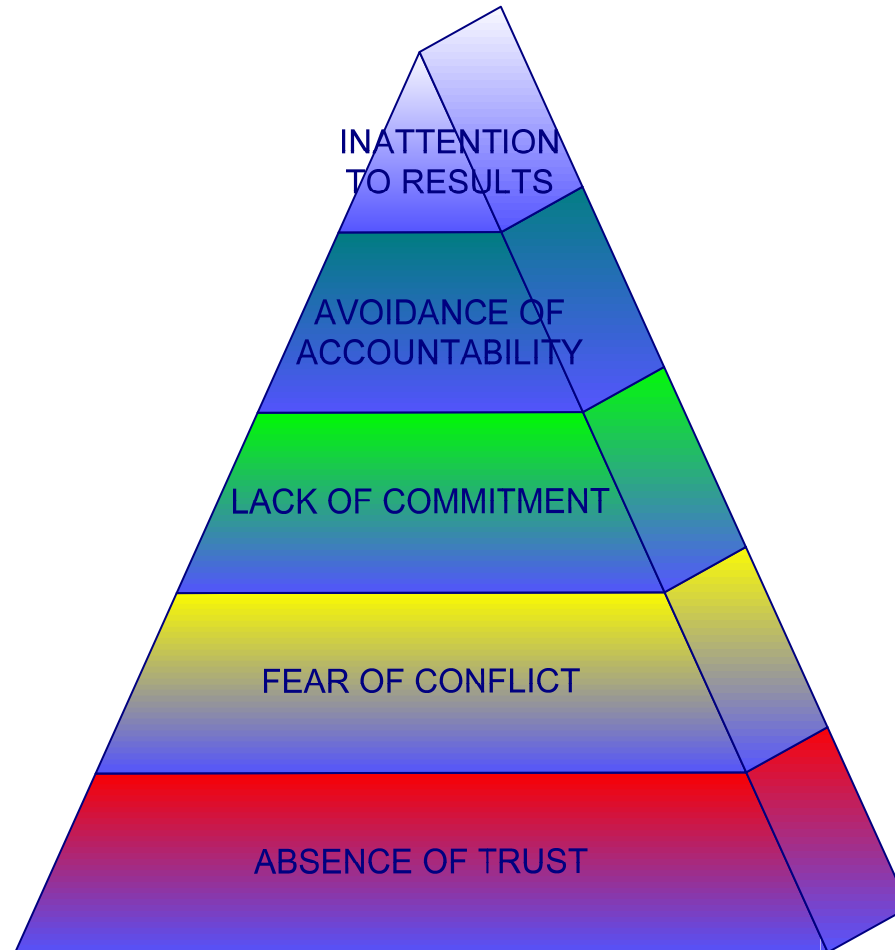 INATTENTION
TO RESULTS
AVOIDANCE OF
ACCOUNTABILITY
LACK OF COMMITMENT
FEAR OF CONFLICT
ABSENCE OF TRUST